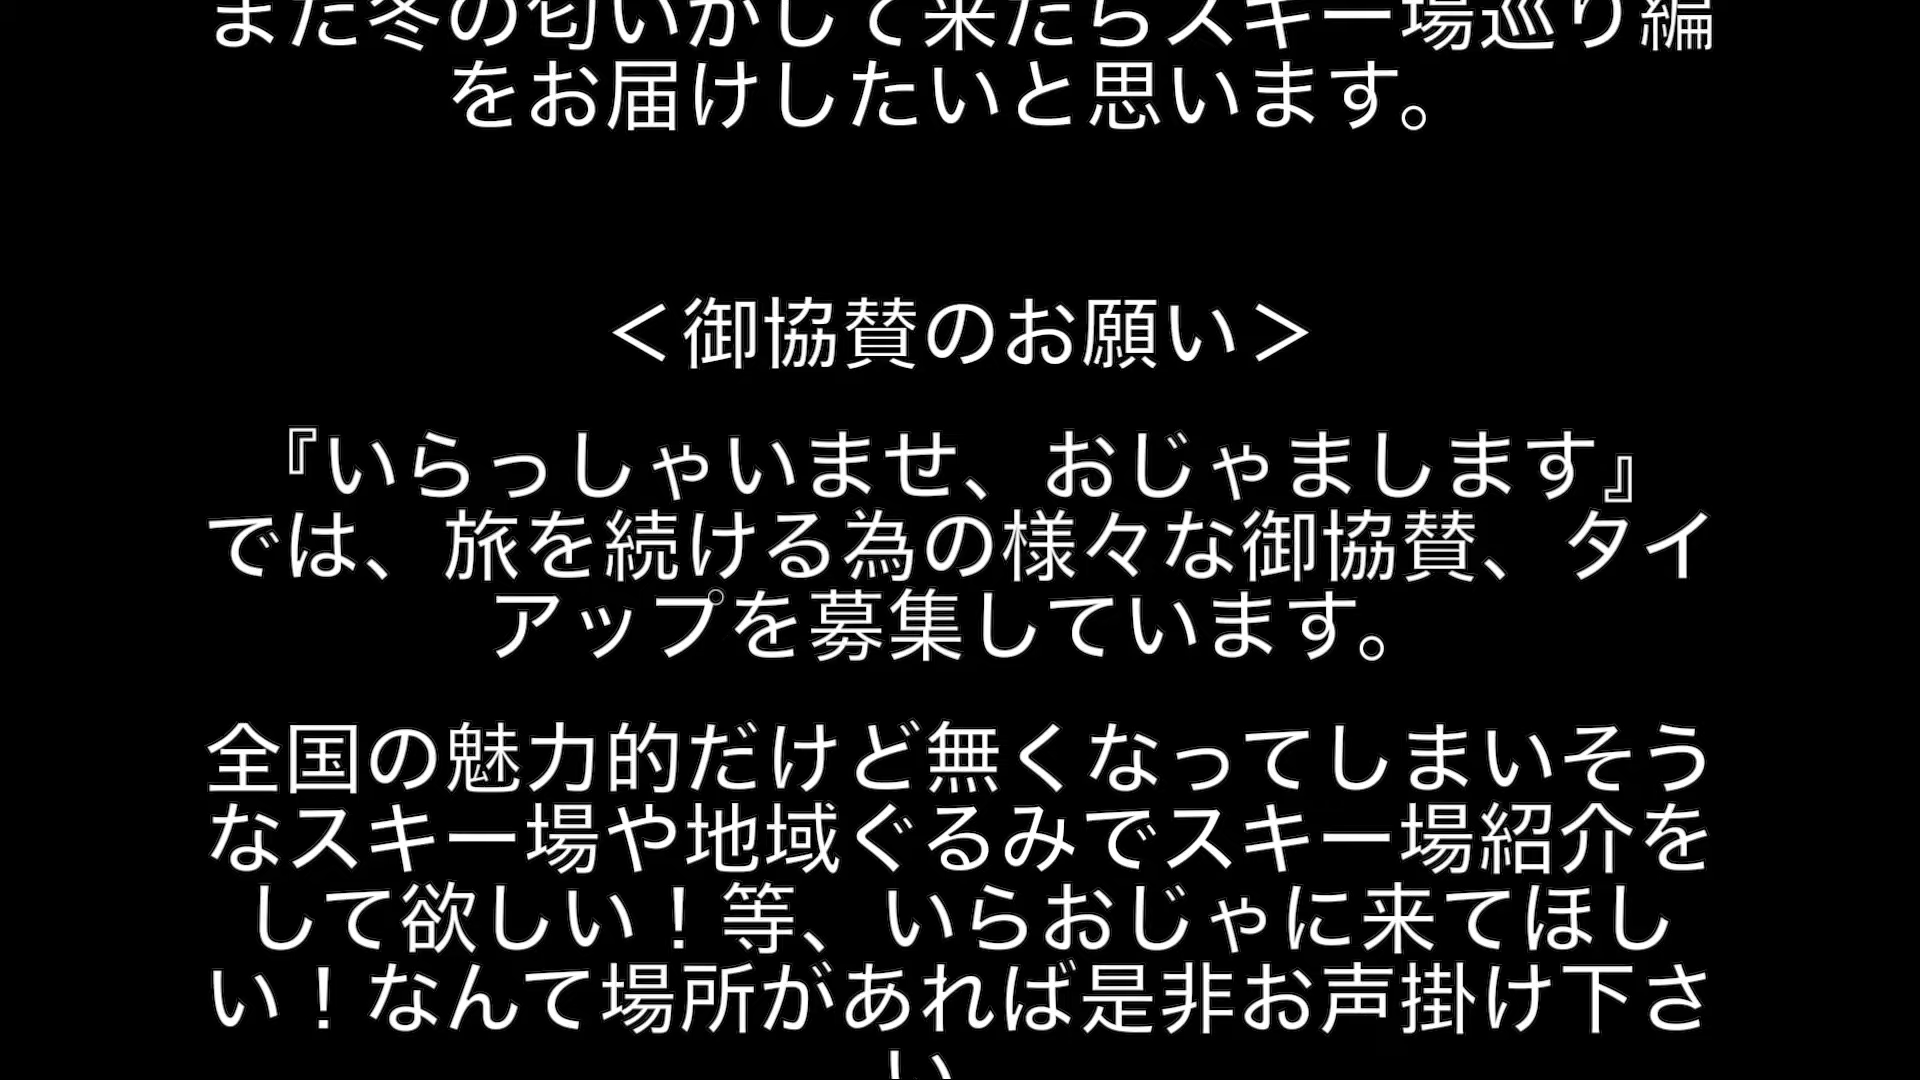 また冬の匂いがして来たらスキー場巡り編
をお届けしたいと思います。
＜御協賛のお願い＞
『いらっしゃいませ、おじゃまします』
では、旅を続ける為の様々な御協賛、タイ
アップを募集しています。
全国の魅力的だけど無くなってしまいそう
なスキー場や地域ぐるみでスキー場紹介を
して欲しい！等、いらおじゃに来てほし
い！なんて場所があれば是非お声掛け下さ
い